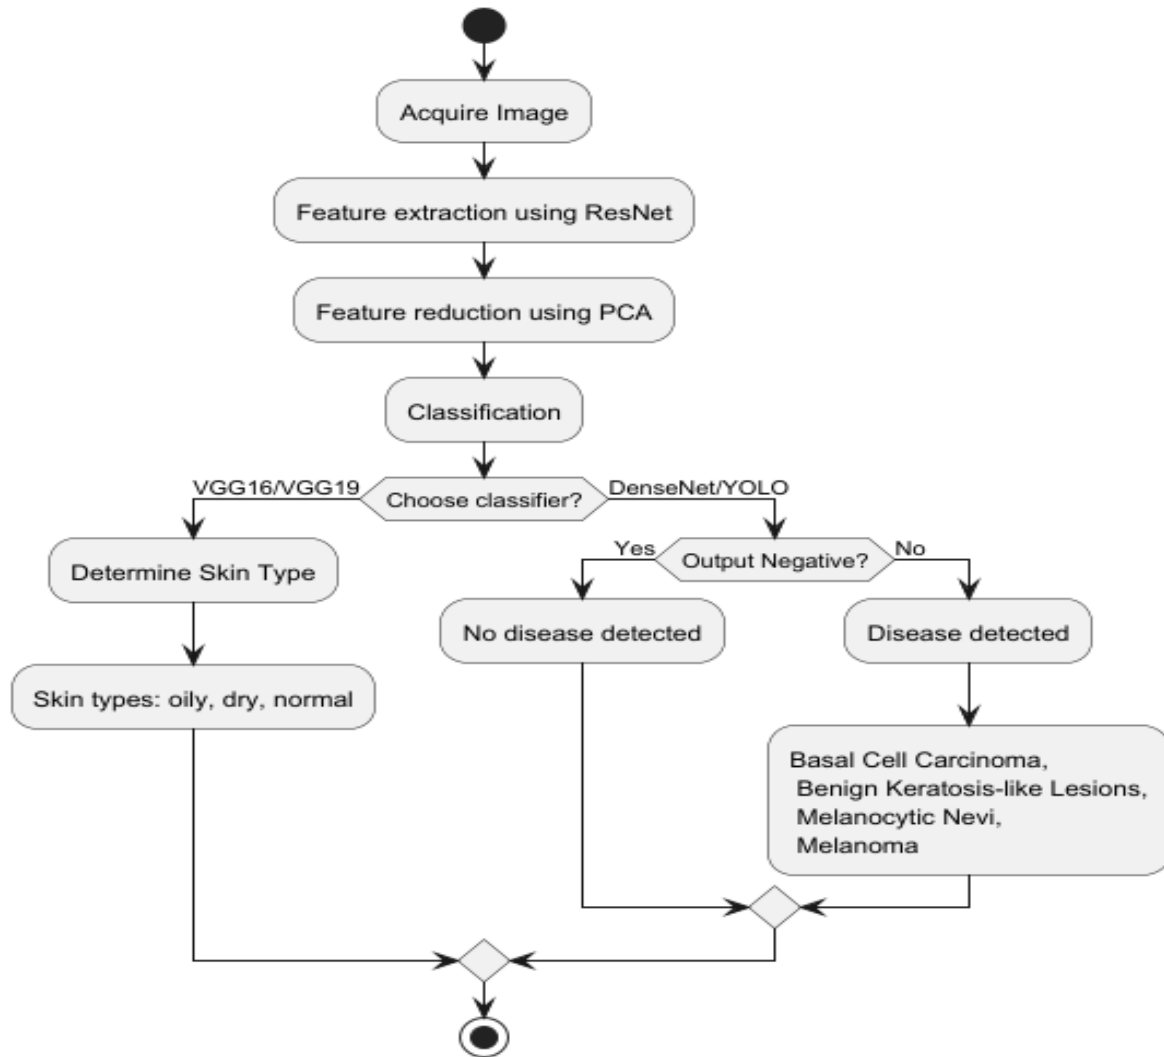 Acquire Image
Feature extraction using ResNet
Feature reduction using PCA
Classification
VGG16/VGG19
Choose classifier?
DenseNet/YOLO
Determine Skin Type
Yes
Output Negative?
No
No disease detected
Disease detected
Skin types: oily, dry, normal
Basal Cell Carcinoma,
Benign Keratosis-like Lesions,
Melanocytic Nevi,
Melanoma